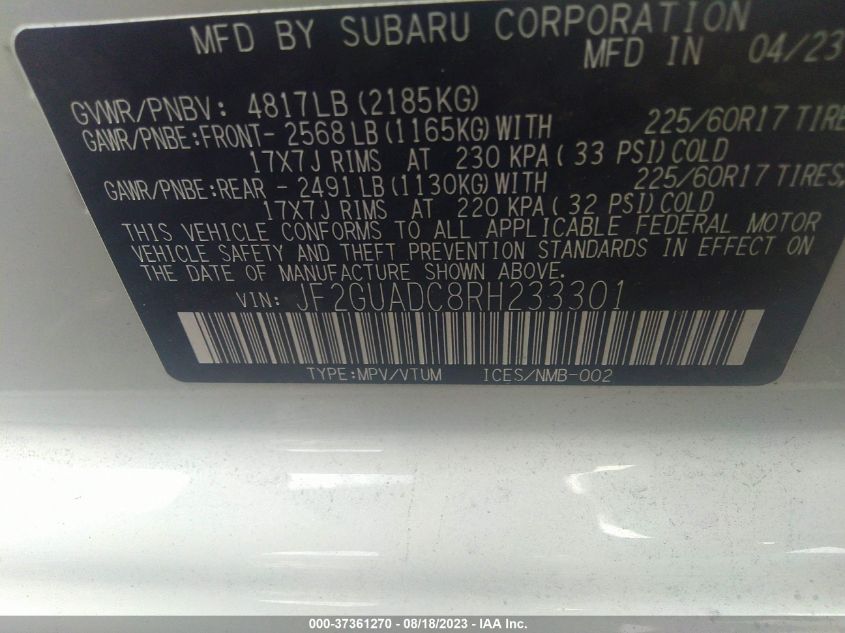 MFD BY SUBARU CORPORATION
MFD IN 04/23
GVWR/PNBV: 4817LB (2185KG)
GAWR/PNBE:FRONT- 2568 LB (1165KG) WITH 225/60R17 TIRE
17X7J RIMS AT 230 KPA ( 33 PSI) COLD
GAWR/PNBE:REAR - 2491 LB (1130KG) WITH 225/60R17 TIRES,
17X7J RIMS AT 220 KPA ( 32 PSI) COLD
THIS VEHICLE CONFORMS TO ALL APPLICABLE FEDERAL MOTOR
VEHICLE SAFETY AND THEFT PREVENTION STANDARDS IN EFFECT ON
THE DATE OF MANUFACTURE SHOWN ABOVE.
VIN: JF2GUADC8RH233301
TYPE:MPV/VTUM ICES/NMB-002
000-37361270 - 08/18/2023 - IAA Inc.